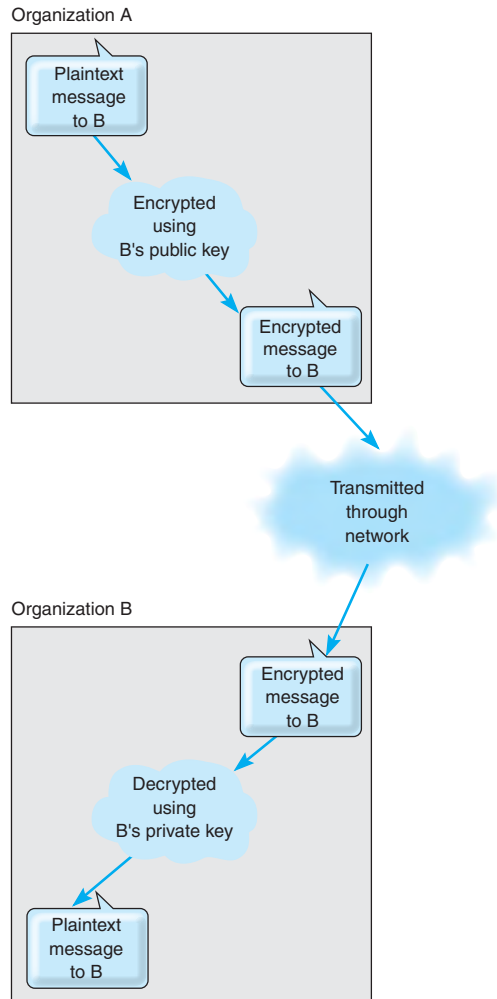 Organization A
Plaintext
message
to B
Encrypted
using
B's public key
Encrypted
message
to B
Transmitted
through
network
Organization B
Encrypted
message
to B
Decrypted
using
B's private key
Plaintext
message
to B